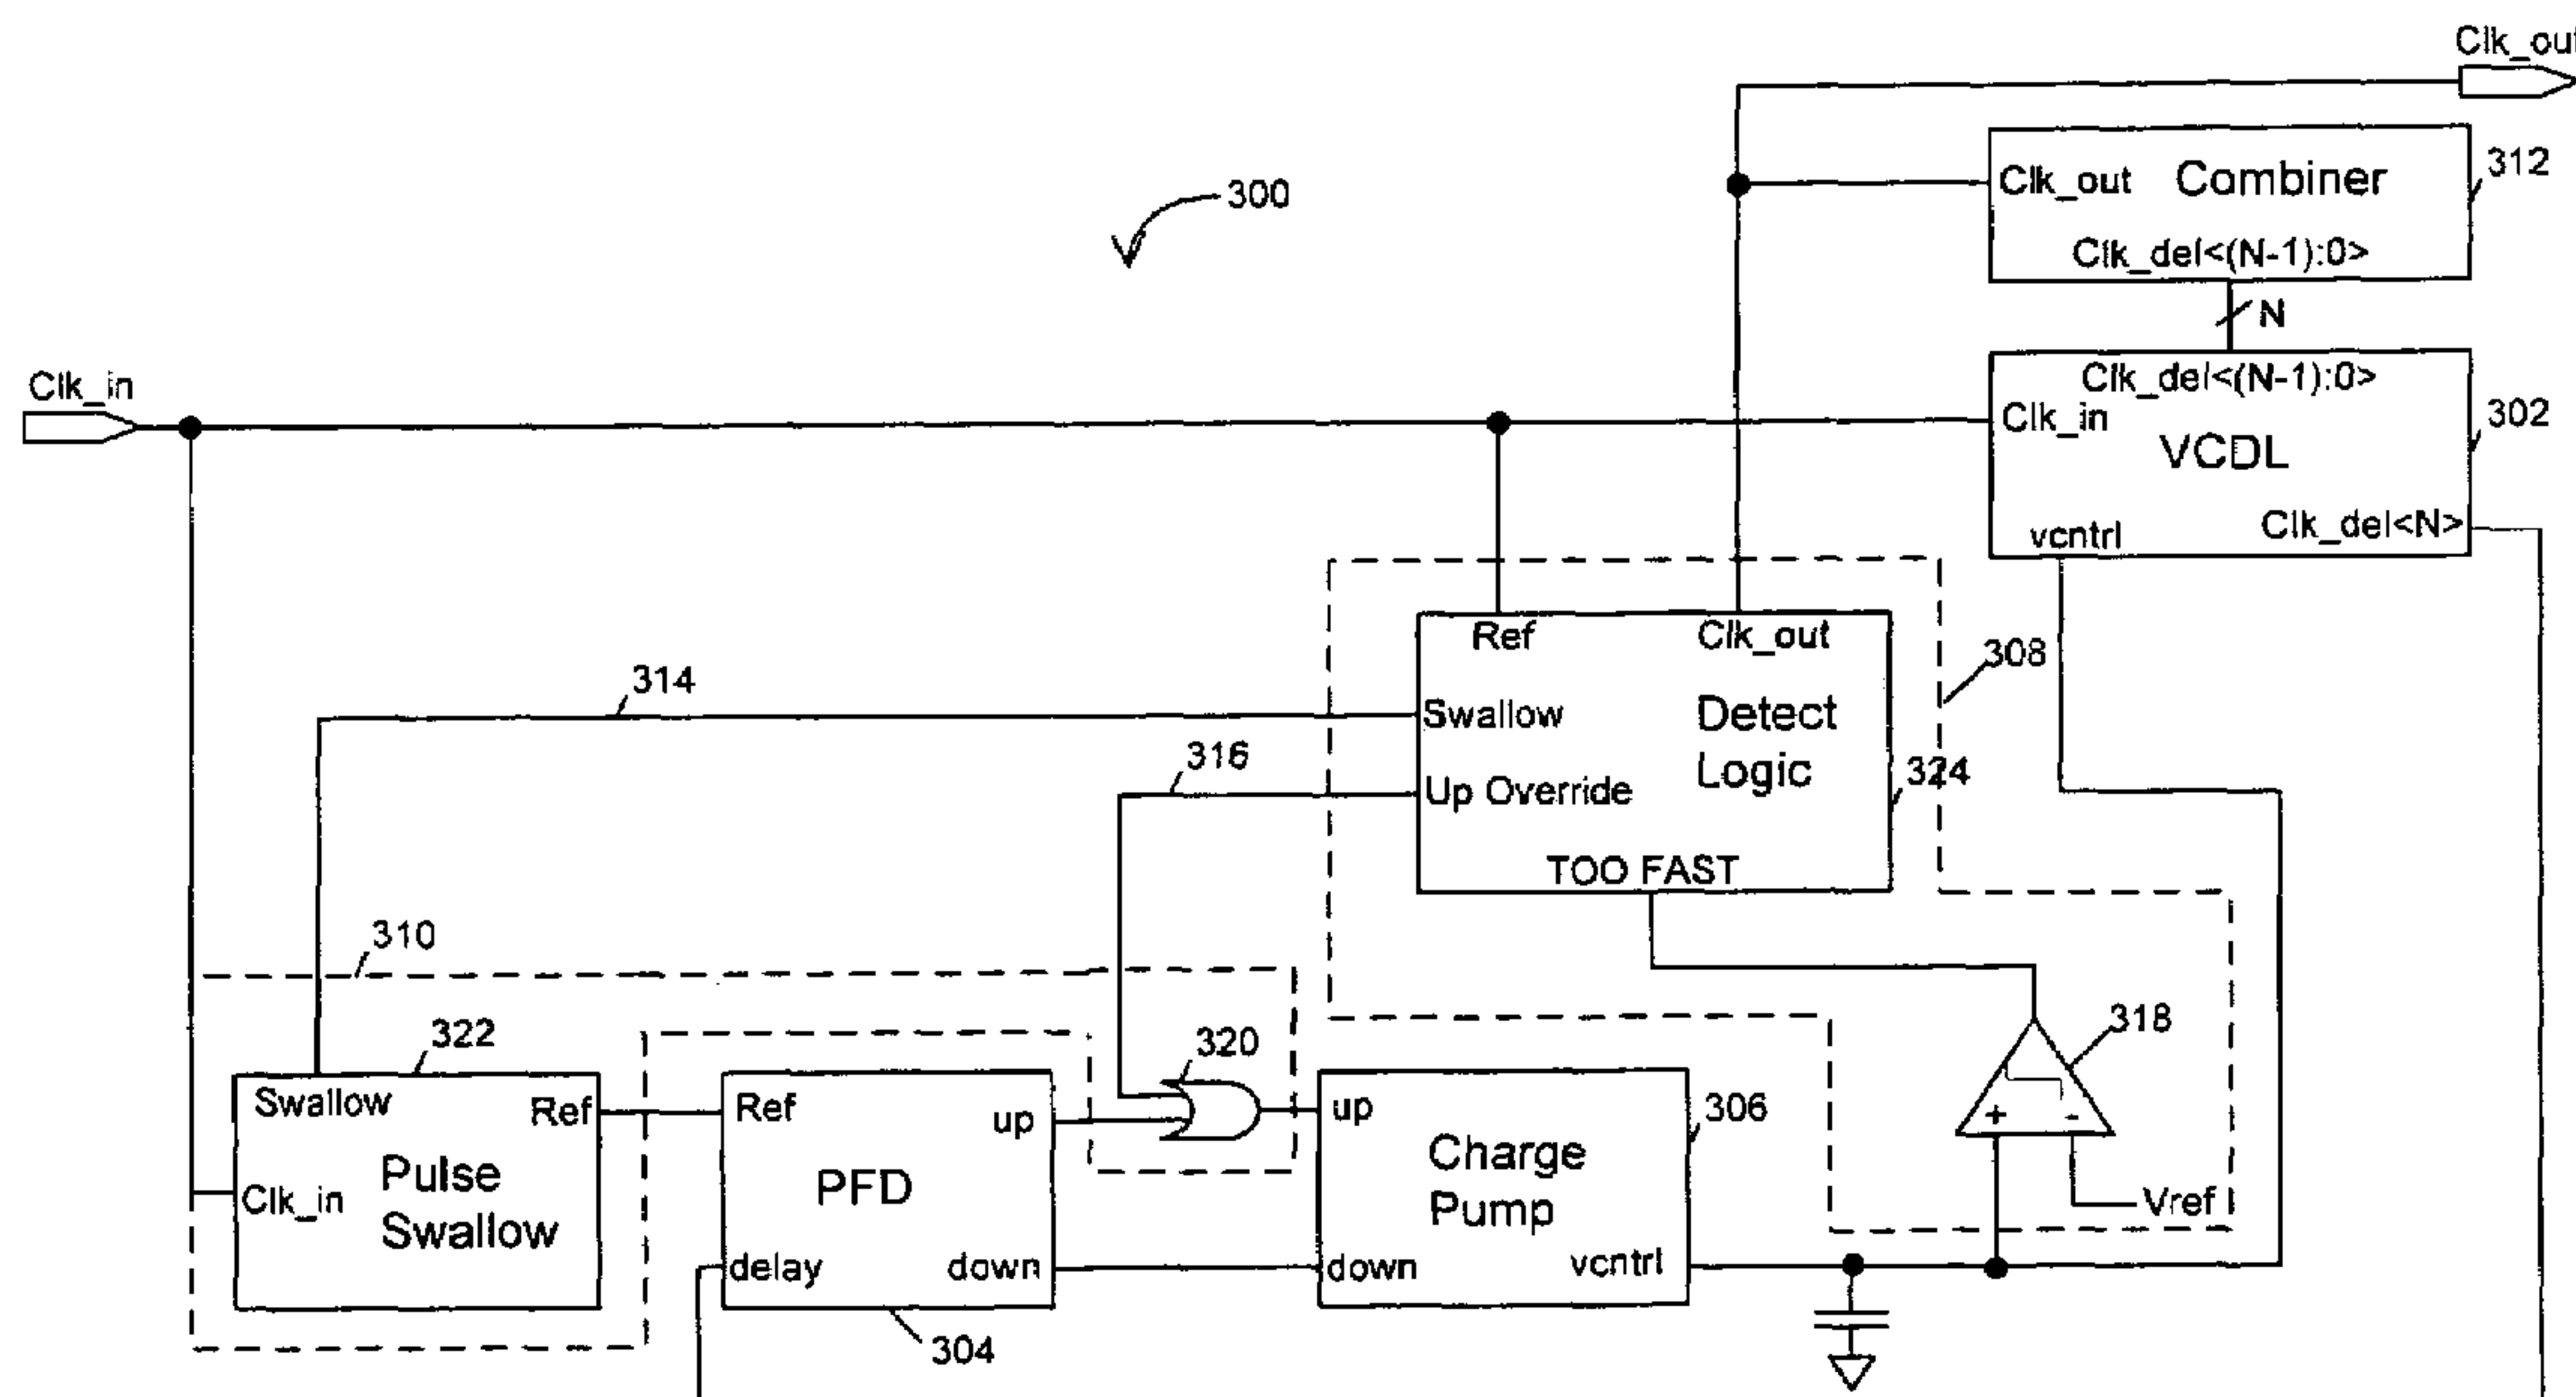 Clk_out
300
Clk_out Combiner
312
Clk_del<(N-1):0>
N
Clk_in
Clk_del<(N-1):0>
Clk_in
302
VCDL
vcntrl
Clk_del<N>
Ref
Clk_out
308
314
Swallow
Detect
Logic
316
Up Override
324
TOO FAST
310
322
320
318
Swallow
Ref
Ref
up
up
306
+
-
Pulse
Swallow
Clk_in
PFD
Charge
Pump
Vref
delay
down
down
vcntrl
304